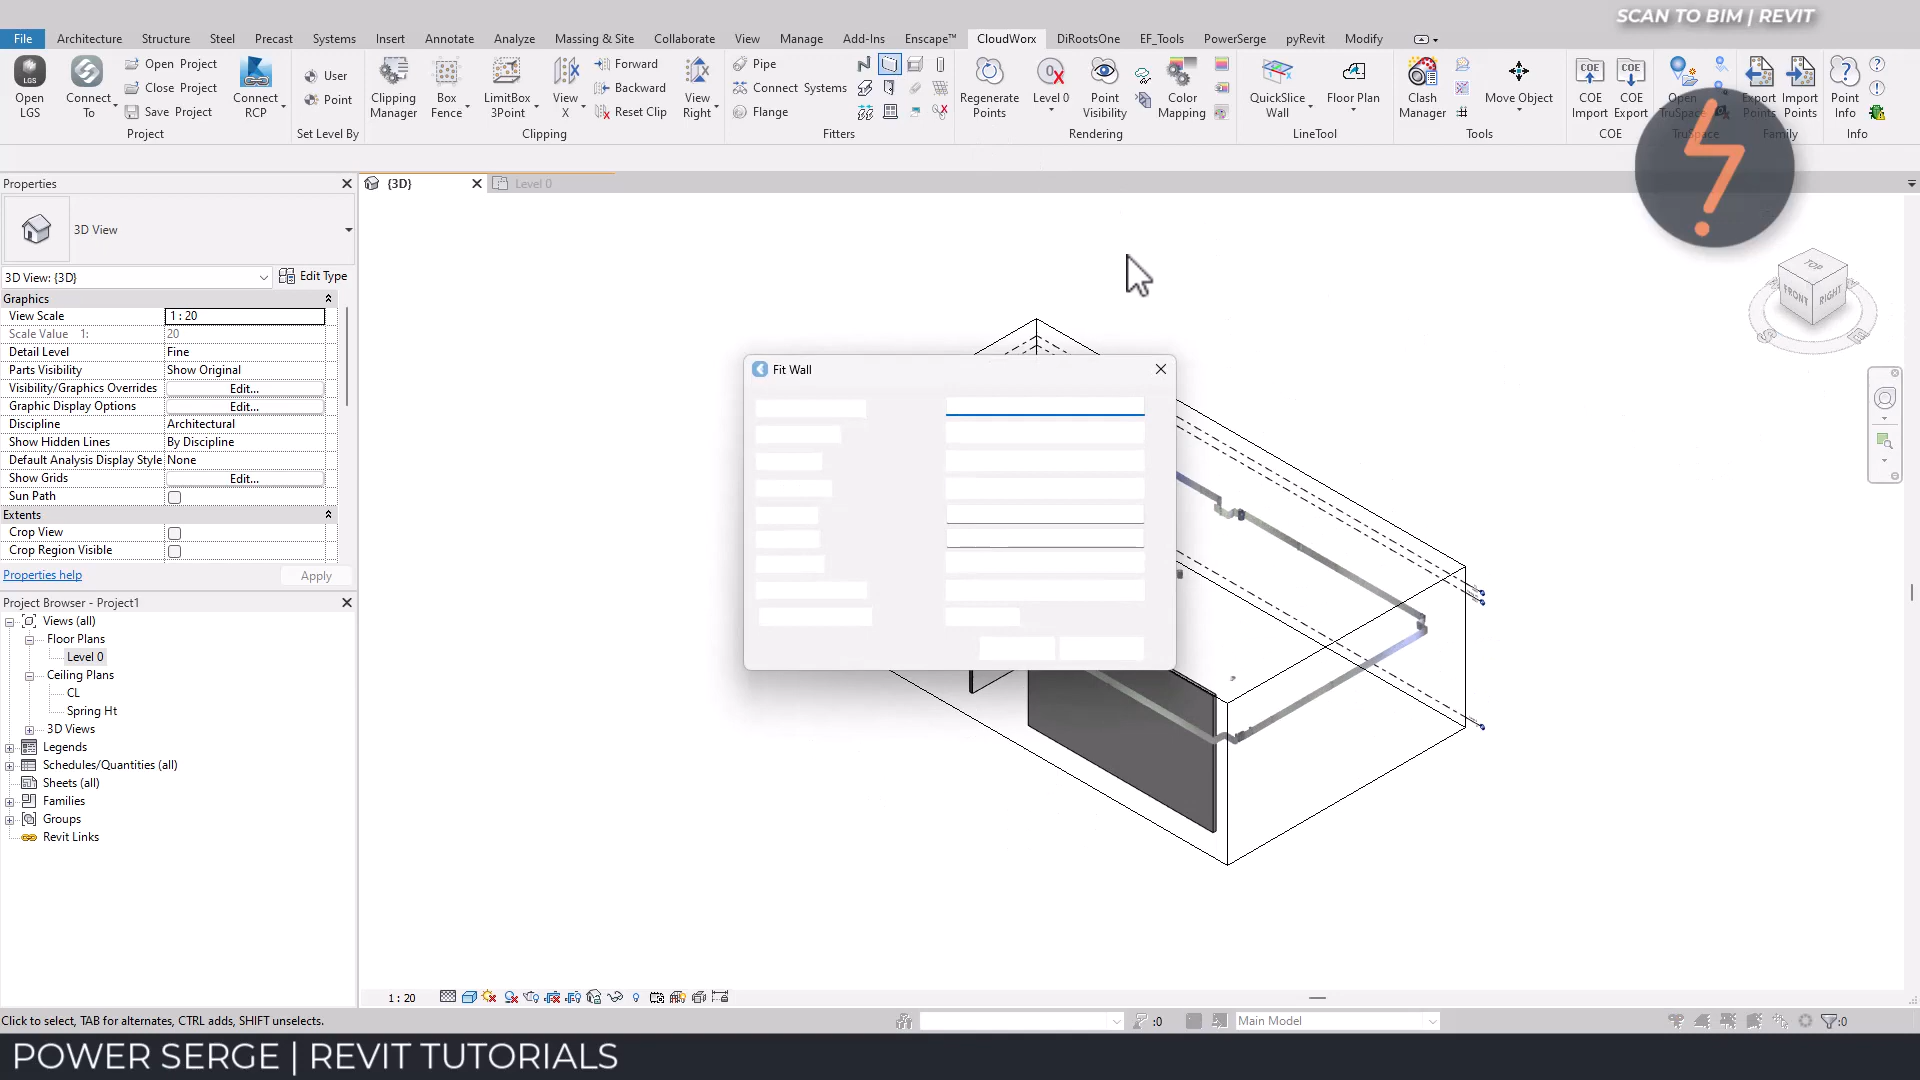 SCAN TO BIM | REVIT
File Architecture Structure Steel Precast Systems Insert Annotate Analyze Massing & Site Collaborate View Manage Add-Ins Enscape™ CloudWorx DiRootsOne EF_Tools PowerSerge pyRevit Modify
Open LGS
Connect To
Open Project
Close Project
Save Project
Connect RCP
Project
User
Point
Set Level By
Clipping Manager
Box Fence
LimitBox 3Point
View X
Forward
Backward
Reset Clip
View Right
Clipping
Pipe
Connect Systems
Flange
Fitters
Regenerate Points
Level 0
Point Visibility
Color Mapping
Rendering
QuickSlice Wall
Floor Plan
LineTool
Clash Manager
Move Object
Tools
COE Import
COE Export
COE
Open TruSpace
TruSpace
Export Points
Import Points
Family
Point Info
Info
Properties
{3D}
Level 0
3D View
3D View: {3D}
Edit Type
Graphics
View Scale 1 : 20
Scale Value 1: 20
Detail Level Fine
Parts Visibility Show Original
Visibility/Graphics Overrides Edit...
Graphic Display Options Edit...
Discipline Architectural
Show Hidden Lines By Discipline
Default Analysis Display Style None
Show Grids Edit...
Sun Path
Extents
Crop View
Crop Region Visible
Properties help
Apply
Project Browser - Project1
Views (all)
Floor Plans
Level 0
Ceiling Plans
CL
Spring Ht
3D Views
Legends
Schedules/Quantities (all)
Sheets (all)
Families
Groups
Revit Links
Fit Wall
TOP
FRONT
RIGHT
S
E
1 : 20
Click to select, TAB for alternates, CTRL adds, SHIFT unselects.
:0
Main Model
:0
POWER SERGE | REVIT TUTORIALS